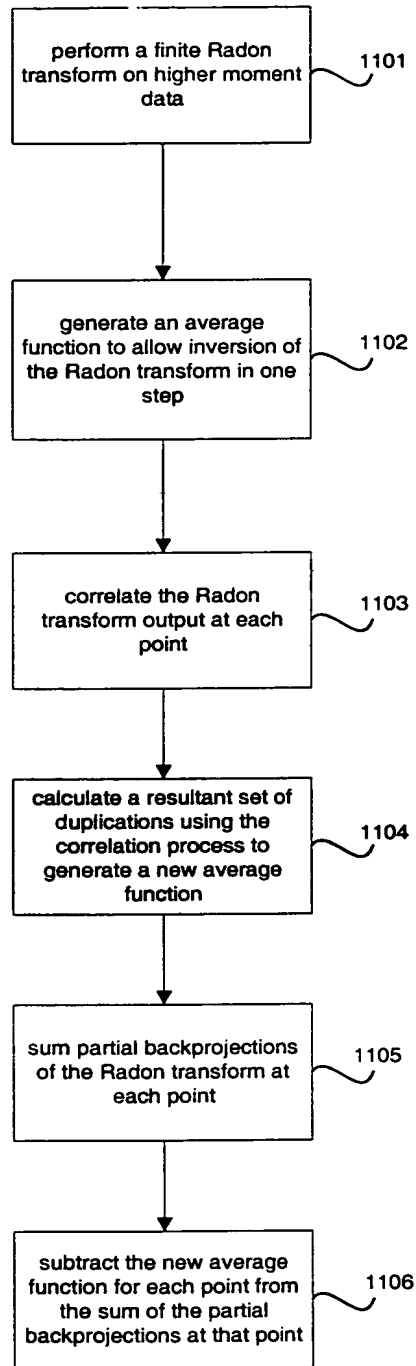 perform a finite Radon
transform on higher moment
data
1101
generate an average
function to allow inversion of
the Radon transform in one
step
1102
correlate the Radon
transform output at each
point
1103
calculate a resultant set of
duplications using the
correlation process to
generate a new average
function
1104
sum partial backprojections
of the Radon transform at
each point
1105
subtract the new average
function for each point from
the sum of the partial
backprojections at that point
1106